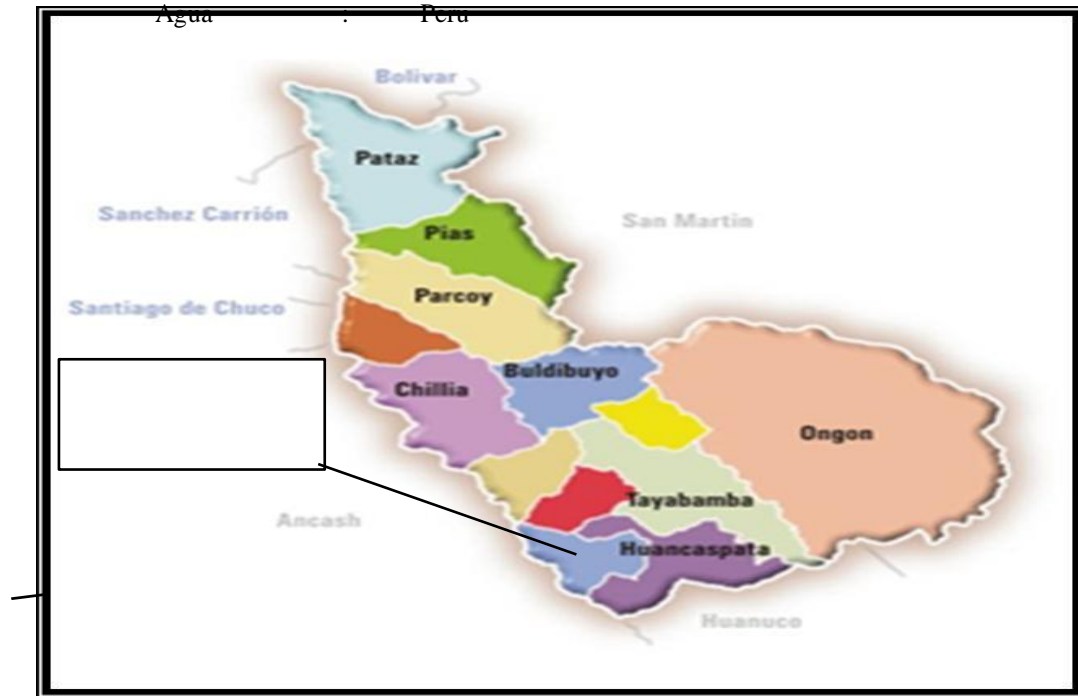 Agua : Peru
Bolivar
Pataz
Sanchez Carrión
San Martin
Pias
Parcoy
Santiago de Chuco
Buldibuyo
Chillia
Ongon
Tayabamba
Ancash
Huancaspata
Huanuco